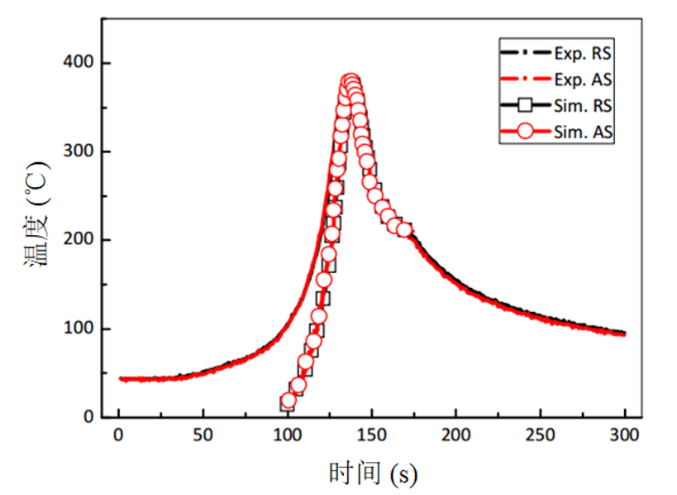 400
300
200
100
0
温度 (℃)
Exp. RS
Exp. AS
Sim. RS
Sim. AS
0 50 100 150 200 250 300
时间 (s)